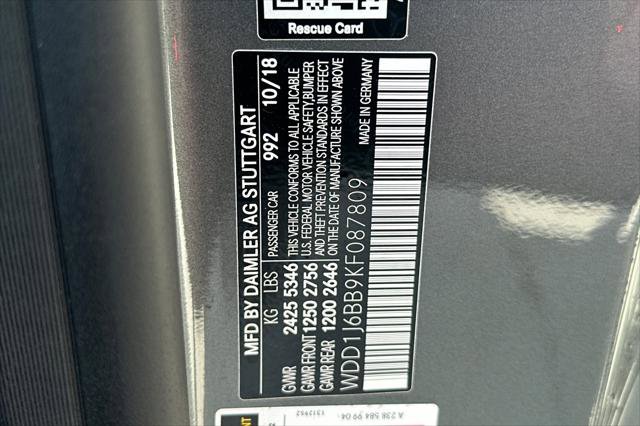 Rescue Card
MFD BY DAIMLER AG STUTTGART
KG LBS PASSENGER CAR 992 10/18
GVWR 2425 5346 THIS VEHICLE CONFORMS TO ALL APPLICABLE
GAWR FRONT 1250 2756 U.S. FEDERAL MOTOR VEHICLE SAFETY,BUMPER
GAWR REAR 1200 2646 AND THEFT PREVENTION STANDARDS IN EFFECT
ON THE DATE OF MANUFACTURE SHOWN ABOVE
WDD1J6BB9KF087809 MADE IN GERMANY
A 238 584 99 04